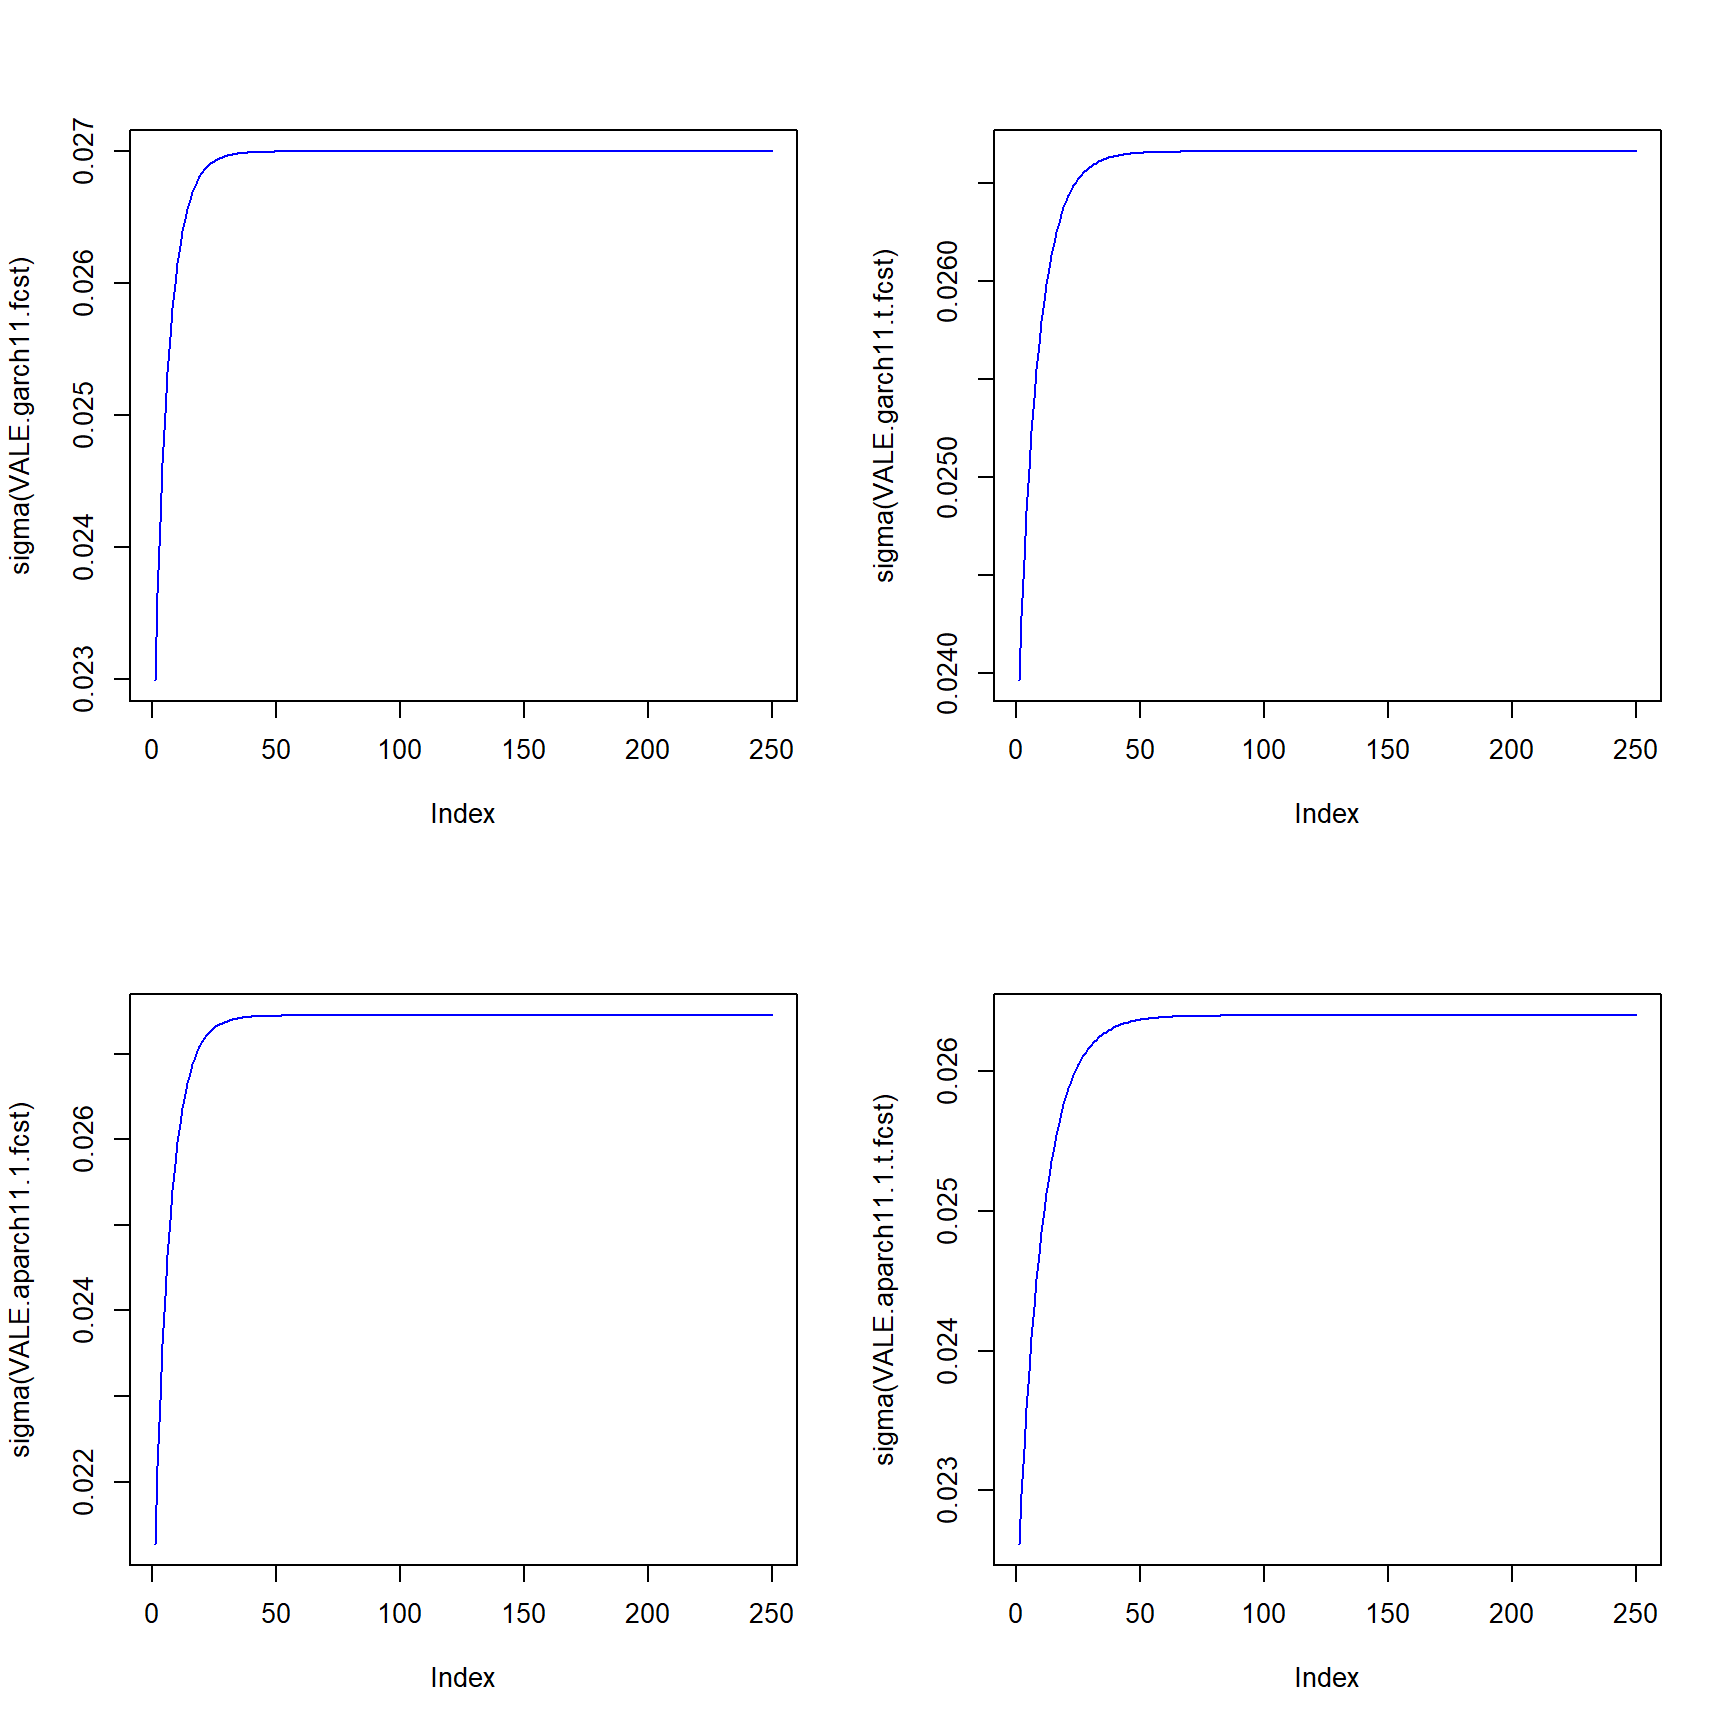 sigma(VALE.garch11.fcst)
0.027
0.026
0.025
0.024
0.023
0 50 100 150 200 250
Index
sigma(VALE.garch11.t.fcst)
0.0260
0.0250
0.0240
0 50 100 150 200 250
Index
sigma(VALE.aparch11.1.fcst)
0.026
0.024
0.022
0 50 100 150 200 250
Index
sigma(VALE.aparch11.1.t.fcst)
0.026
0.025
0.024
0.023
0 50 100 150 200 250
Index